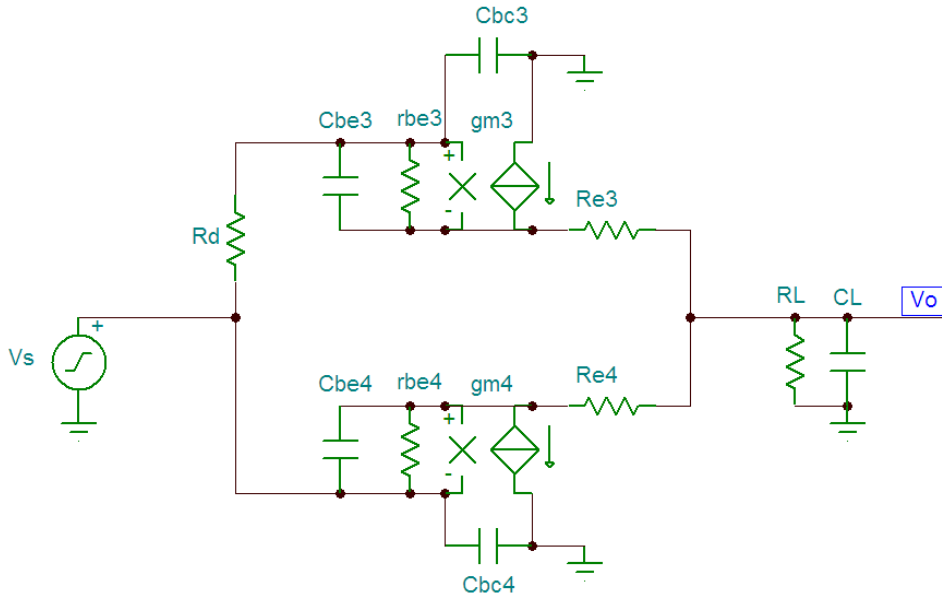 Cbc3
Cbe3
rbe3
gm3
+
-
Re3
Rd
RL
CL
Vo
+
Vs
Cbe4
rbe4
gm4
+
-
Re4
Cbc4